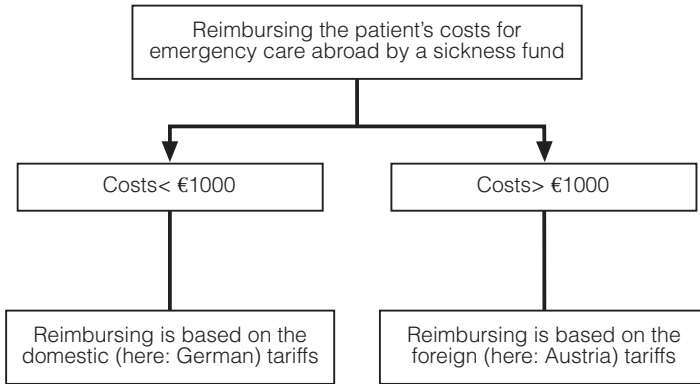 Reimbursing the patient's costs for
emergency care abroad by a sickness fund
Costs< €1000
Costs> €1000
Reimbursing is based on the
domestic (here: German) tariffs
Reimbursing is based on the
foreign (here: Austria) tariffs